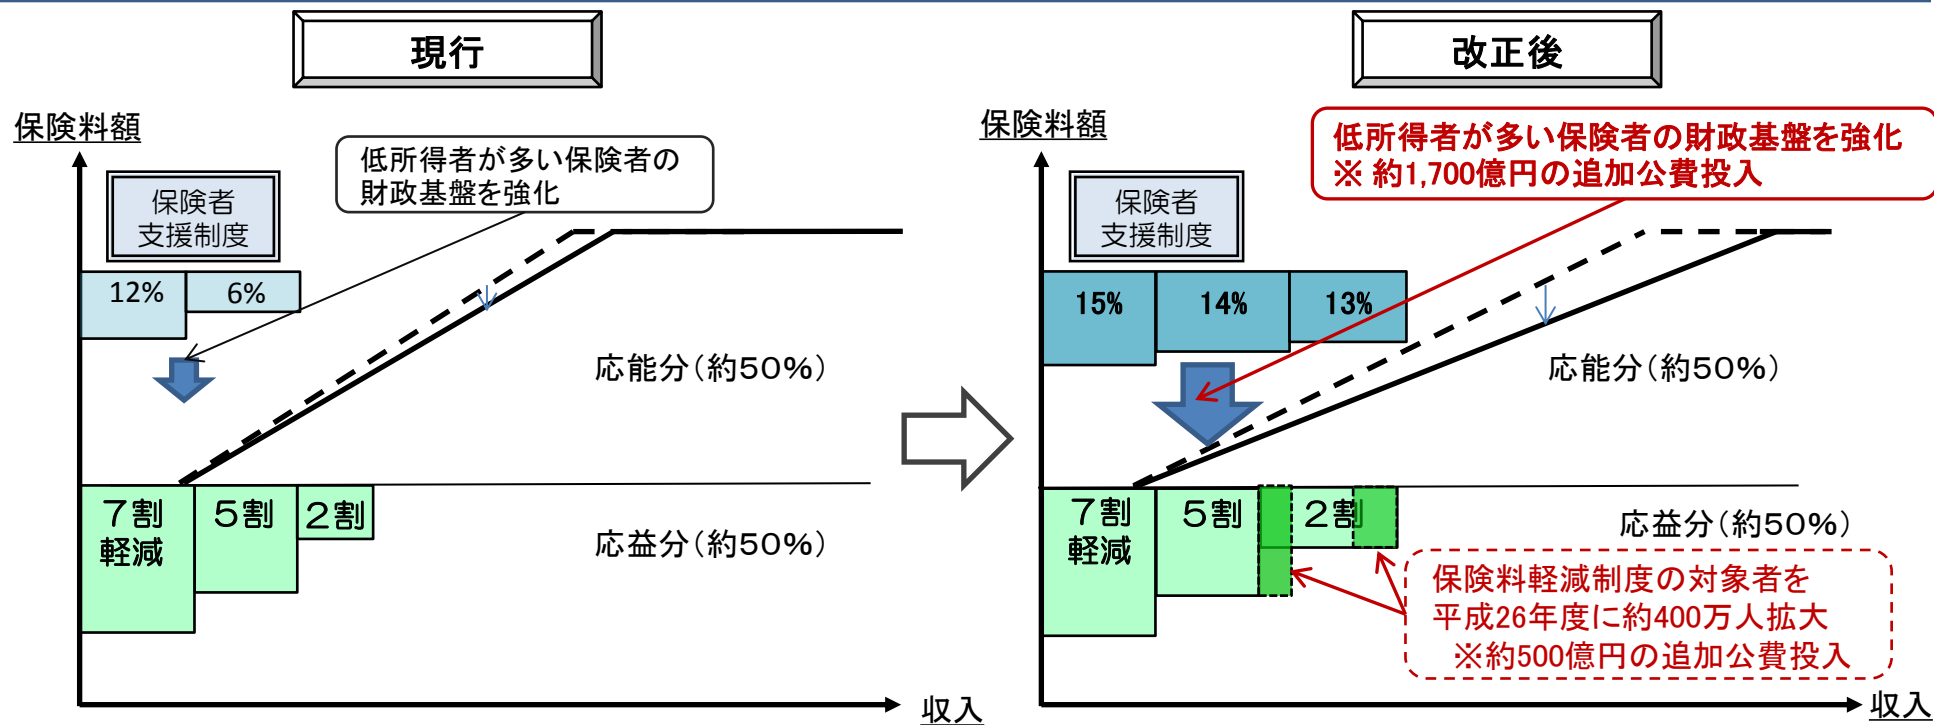 現行
保険料額
低所得者が多い保険者の
財政基盤を強化
保険者
支援制度
12%
6%
応能分(約50%)
7割
軽減
5割
2割
応益分(約50%)
収入
改正後
保険料額
低所得者が多い保険者の財政基盤を強化
※ 約1,700億円の追加公費投入
保険者
支援制度
15%
14%
13%
応能分(約50%)
7割
軽減
5割
2割
応益分(約50%)
保険料軽減制度の対象者を
平成26年度に約400万人拡大
※約500億円の追加公費投入
収入